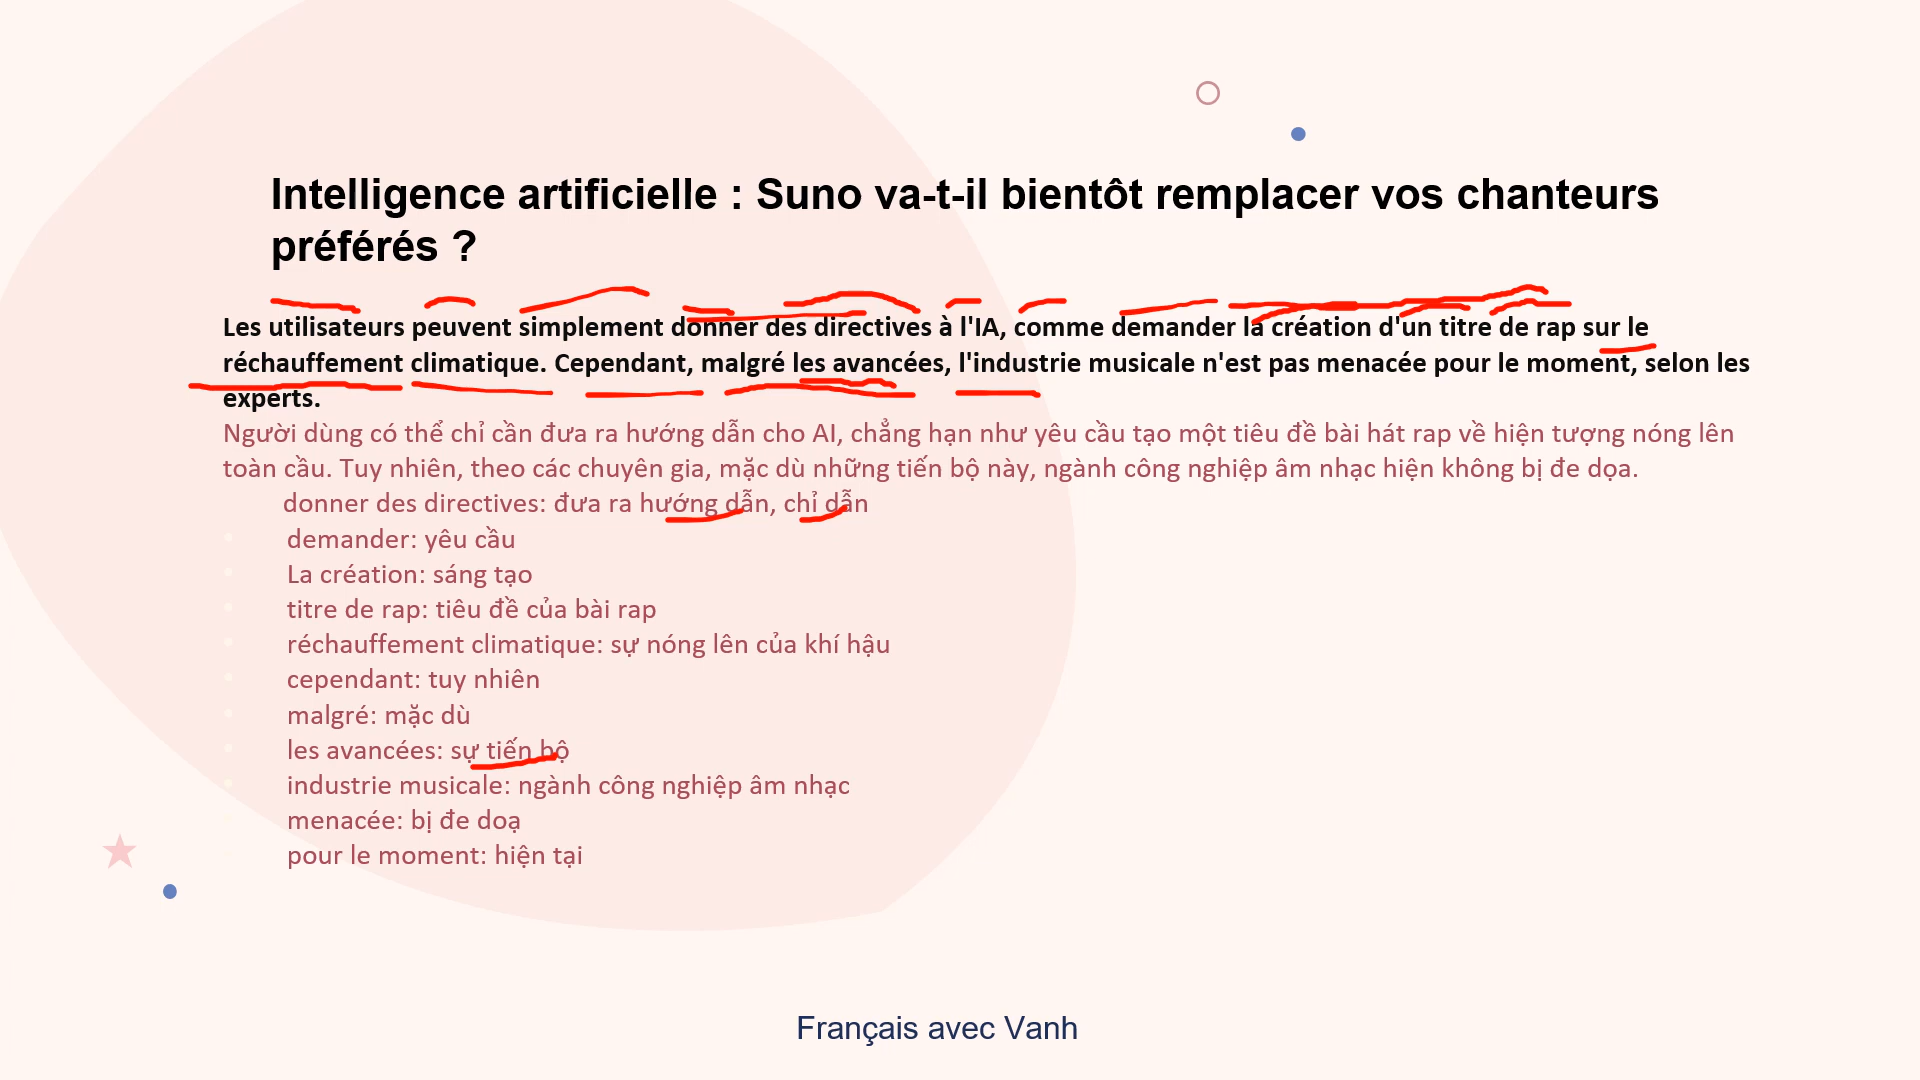 Intelligence artificielle : Suno va-t-il bientôt remplacer vos chanteurs
préférés ?
Les utilisateurs peuvent simplement donner des directives à l'IA, comme demander la création d'un titre de rap sur le
réchauffement climatique. Cependant, malgré les avancées, l'industrie musicale n'est pas menacée pour le moment, selon les
experts.
Người dùng có thể chỉ cần đưa ra hướng dẫn cho AI, chẳng hạn như yêu cầu tạo một tiêu đề bài hát rap về hiện tượng nóng lên
toàn cầu. Tuy nhiên, theo các chuyên gia, mặc dù những tiến bộ này, ngành công nghiệp âm nhạc hiện không bị đe dọa.
donner des directives: đưa ra hướng dẫn, chỉ dẫn
demander: yêu cầu
La création: sáng tạo
titre de rap: tiêu đề của bài rap
réchauffement climatique: sự nóng lên của khí hậu
cependant: tuy nhiên
malgré: mặc dù
les avancées: sự tiến bộ
industrie musicale: ngành công nghiệp âm nhạc
menacée: bị đe doạ
pour le moment: hiện tại
Français avec Vanh